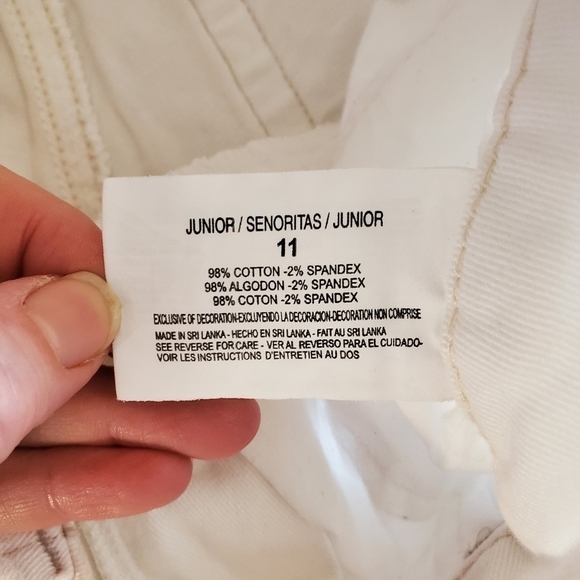 JUNIOR / SENORITAS / JUNIOR
11
98% COTTON -2% SPANDEX
98% ALGODON -2% SPANDEX
98% COTON -2% SPANDEX
EXCLUSIVE OF DECORATION-EXCLUYENDO LA DECORACION-DECORATION NON COMPRISE
MADE IN SRI LANKA - HECHO EN SRI LANKA - FAIT AU SRI LANKA
SEE REVERSE FOR CARE - VER AL REVERSO PARA EL CUIDADO-
VOIR LES INSTRUCTIONS D'ENTRETIEN AU DOS